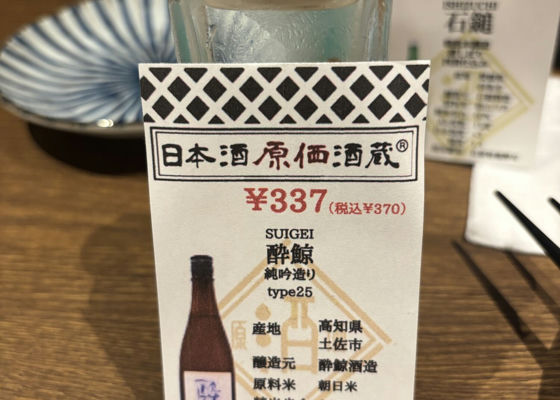 日本酒原価酒蔵®
¥337(税込¥370)
SUIGEI
酔鯨
純吟造り
type25
産地 高知県
土佐市
醸造元 酔鯨酒造
原料米 朝日米
ISHIZUCHI
石鎚